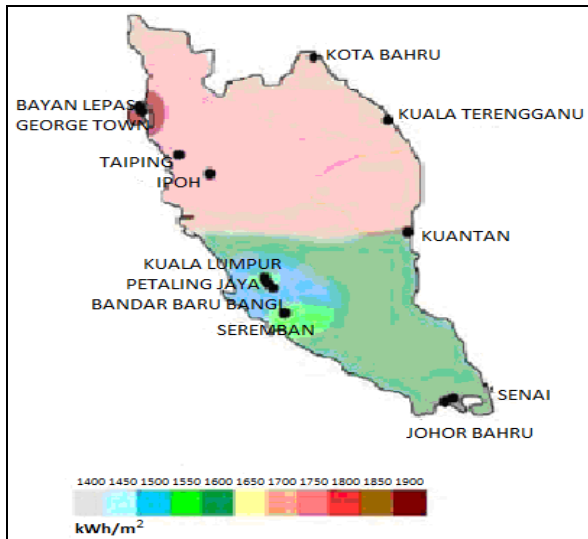 KOTA BAHRU
BAYAN LEPAS
GEORGE TOWN
KUALA TERENGGANU
TAIPING
IPOH
KUANTAN
KUALA LUMPUR
PETALING JAYA
BANDAR BARU BANGI
SEREMBAN
SENAI
JOHOR BAHRU
1400 1450 1500 1550 1600 1650 1700 1750 1800 1850 1900
kWh/m²